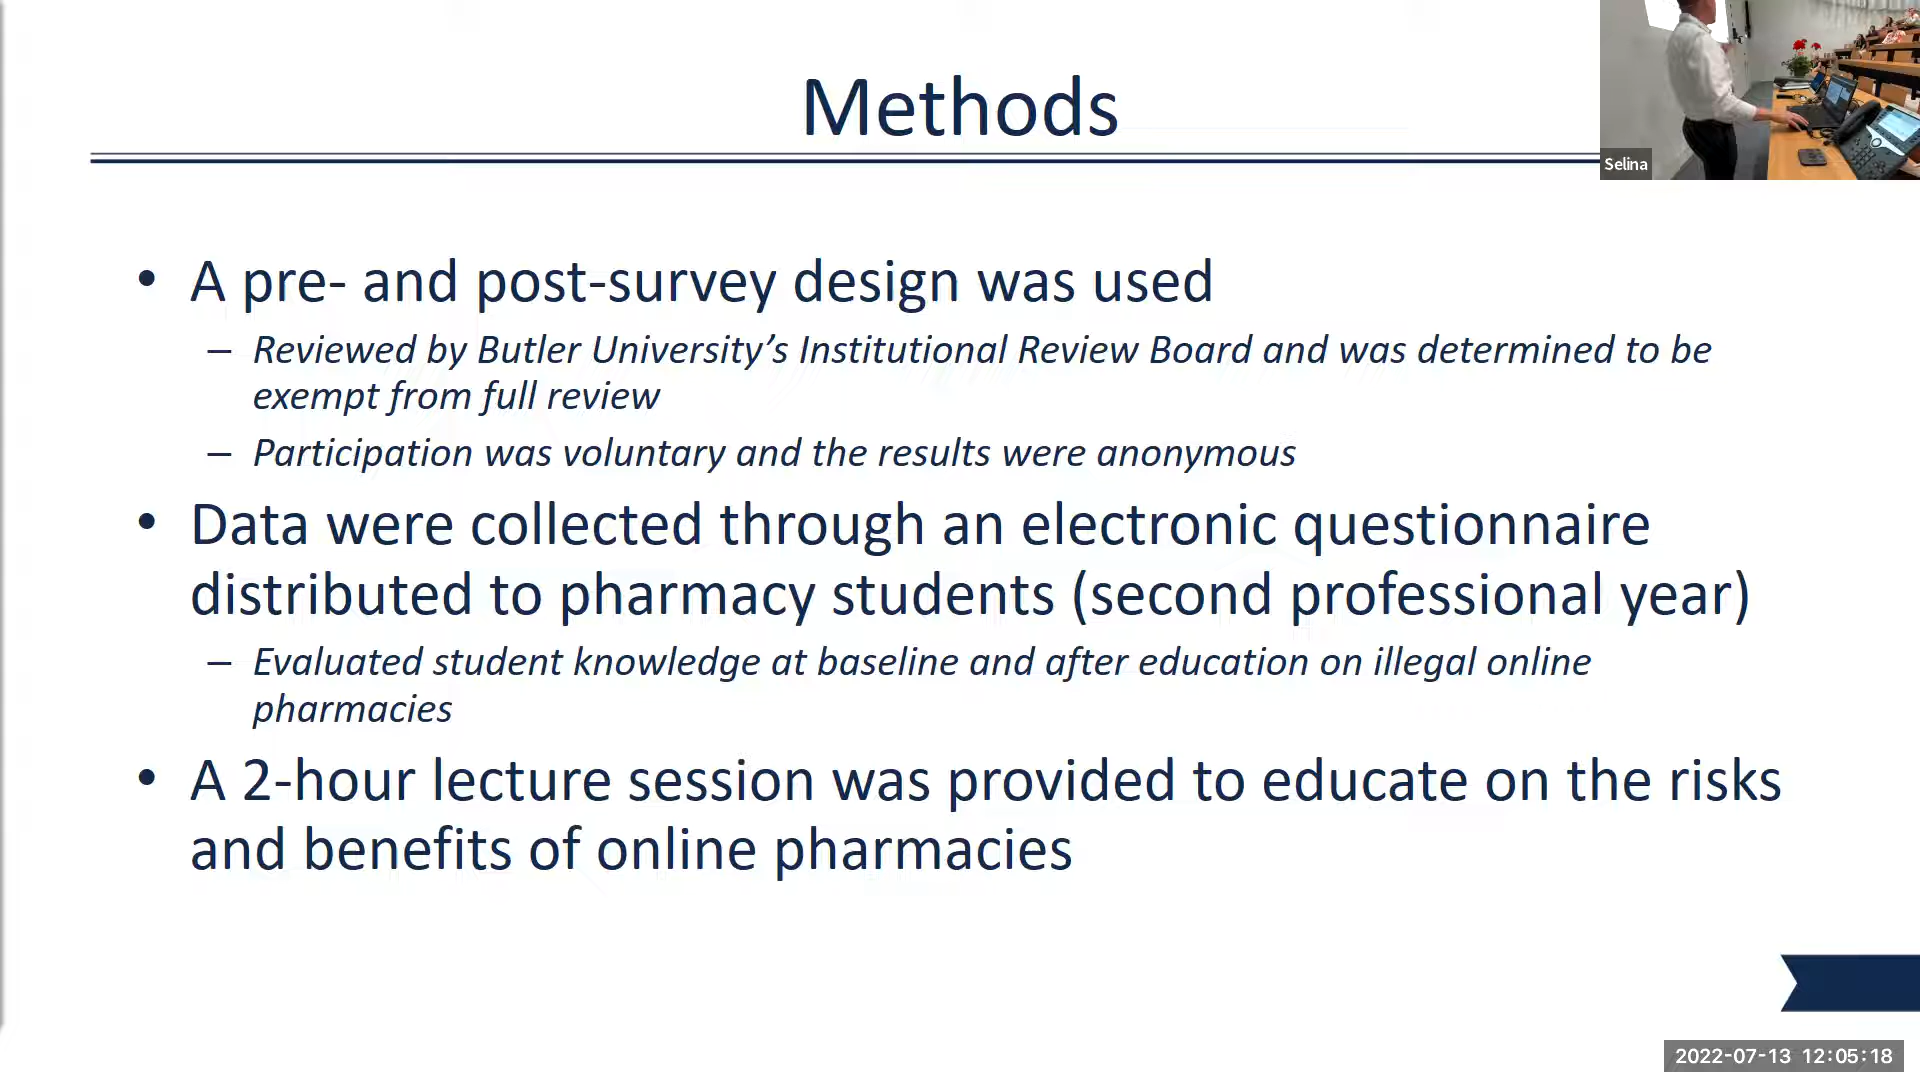 Methods
Selina
• A pre- and post-survey design was used
– Reviewed by Butler University’s Institutional Review Board and was determined to be
exempt from full review
– Participation was voluntary and the results were anonymous
• Data were collected through an electronic questionnaire
distributed to pharmacy students (second professional year)
– Evaluated student knowledge at baseline and after education on illegal online
pharmacies
• A 2-hour lecture session was provided to educate on the risks
and benefits of online pharmacies
2022-07-13 12:05:18